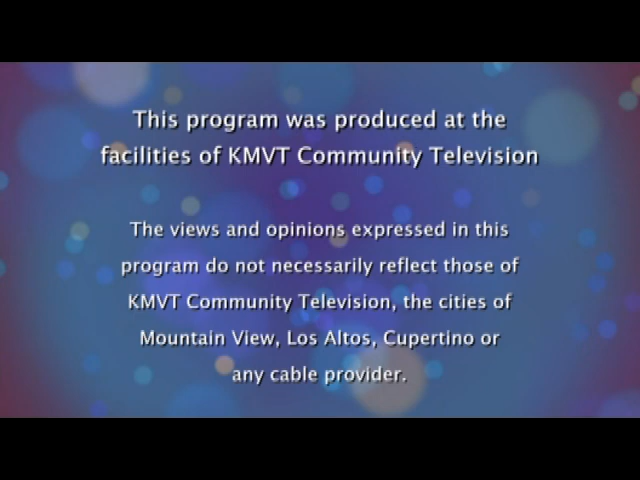 This program was produced at the
facilities of KMVT Community Television
The views and opinions expressed in this
program do not necessarily reflect those of
KMVT Community Television, the cities of
Mountain View, Los Altos, Cupertino or
any cable provider.